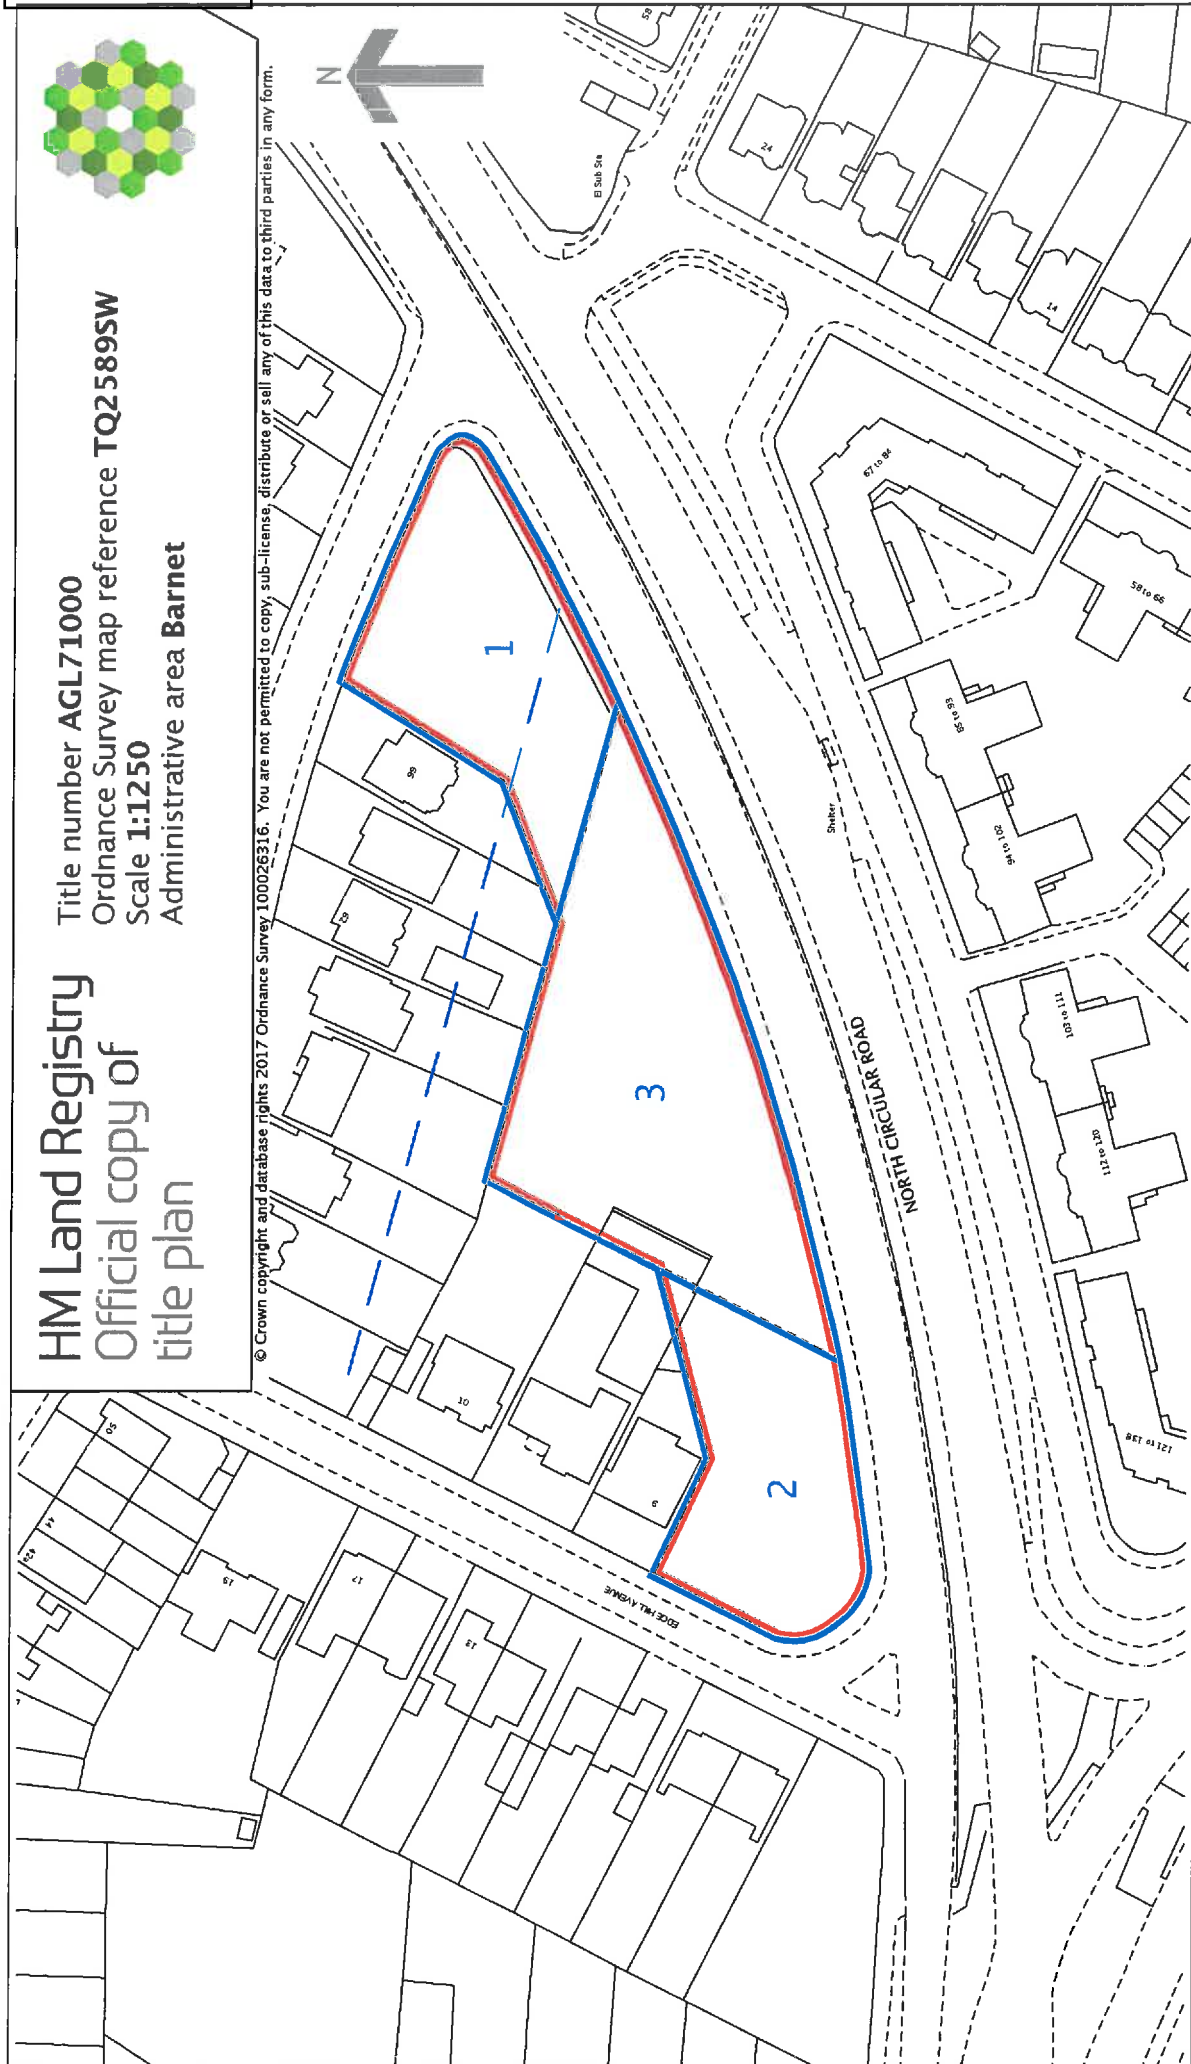 HM Land Registry
Official copy of
title plan
Title number AGL71000
Ordnance Survey map reference TQ2589SW
Scale 1:1250
Administrative area Barnet
© Crown copyright and database rights 2017 Ordnance Survey 100026316. You are not permitted to copy, sub-license, distribute or sell any of this data to third parties in any form.
N
58
El Sub Sta
24
14
1
66
62
3
2
10
9
50
19
17
13
EDGE HILL AVENUE
NORTH CIRCULAR ROAD
Shelter
67 to 84
85 to 93
94 to 102
103 to 111
112 to 120
121 to 138